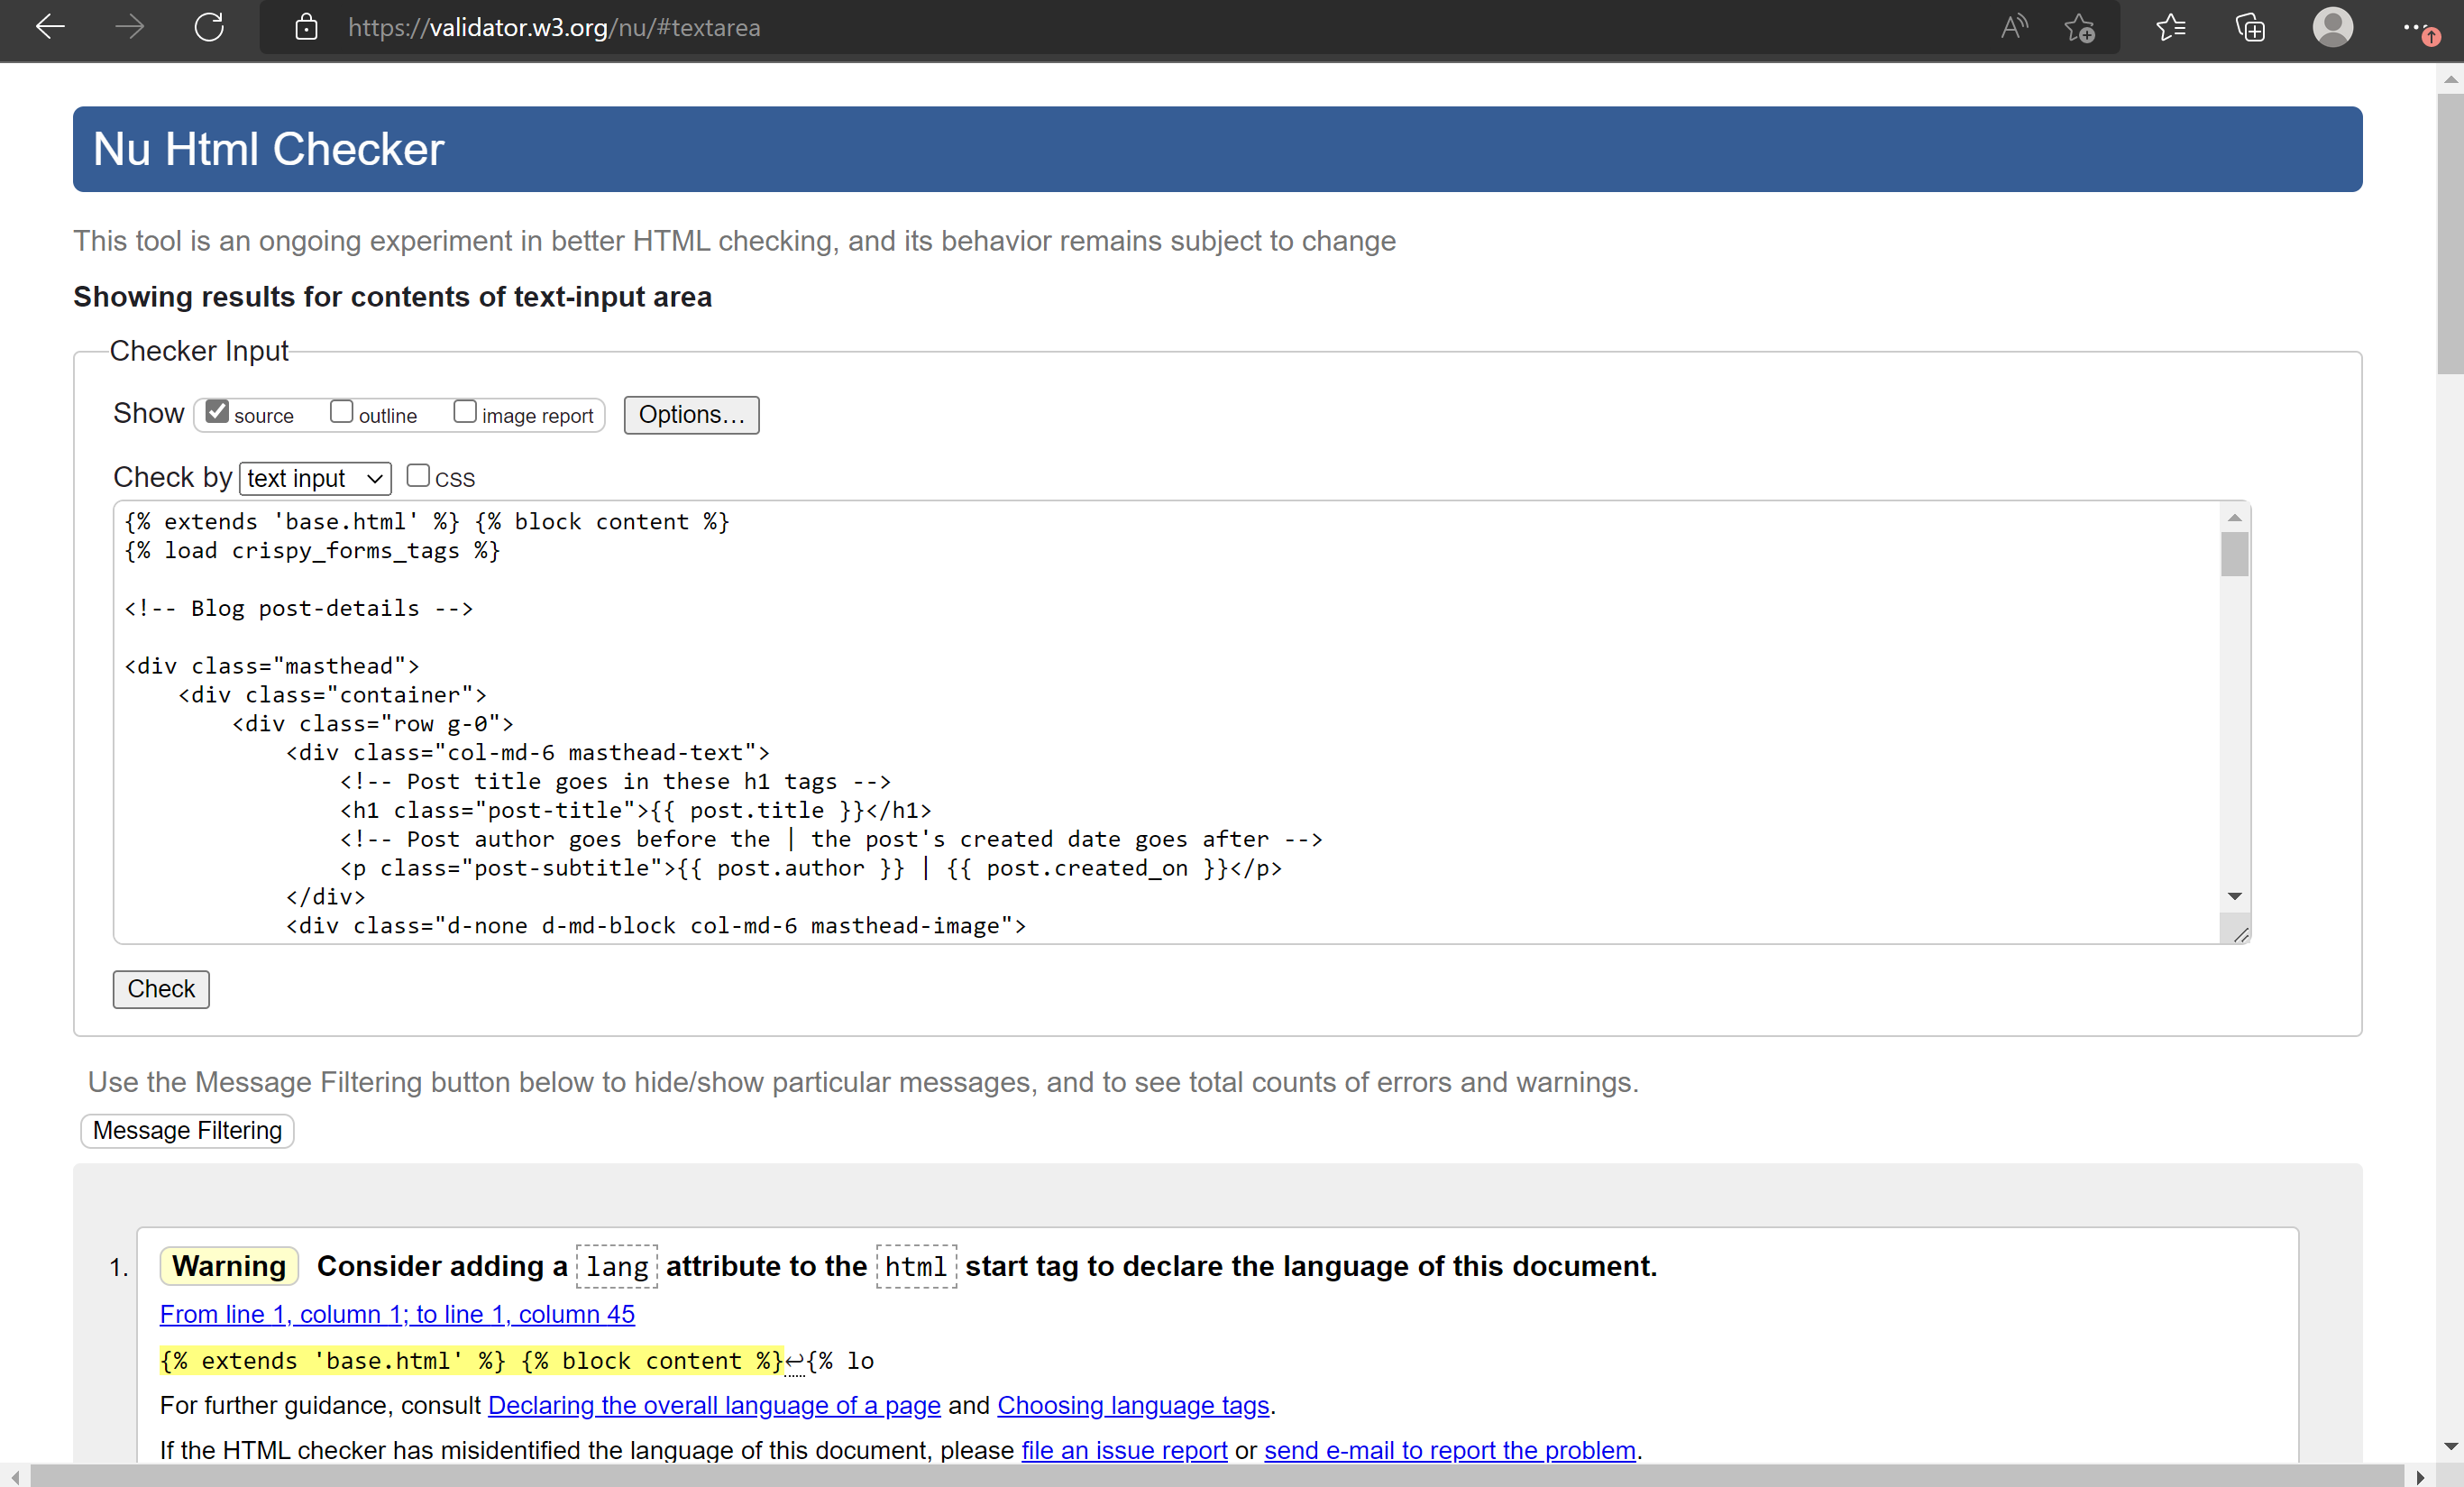 https://validator.w3.org/nu/#textarea
Nu Html Checker
This tool is an ongoing experiment in better HTML checking, and its behavior remains subject to change
Showing results for contents of text-input area
Checker Input
Show source outline image report Options...
Check by text input CSS
{% extends 'base.html' %} {% block content %}
{% load crispy_forms_tags %}
<!-- Blog post-details -->
<div class="masthead">
<div class="container">
<div class="row g-0">
<div class="col-md-6 masthead-text">
<!-- Post title goes in these h1 tags -->
<h1 class="post-title">{{ post.title }}</h1>
<!-- Post author goes before the | the post's created date goes after -->
<p class="post-subtitle">{{ post.author }} | {{ post.created_on }}</p>
</div>
<div class="d-none d-md-block col-md-6 masthead-image">
Check
Use the Message Filtering button below to hide/show particular messages, and to see total counts of errors and warnings.
Message Filtering
1. Warning Consider adding a lang attribute to the html start tag to declare the language of this document.
From line 1, column 1; to line 1, column 45
{% extends 'base.html' %} {% block content %}↩{% lo
For further guidance, consult Declaring the overall language of a page and Choosing language tags.
If the HTML checker has misidentified the language of this document, please file an issue report or send e-mail to report the problem.